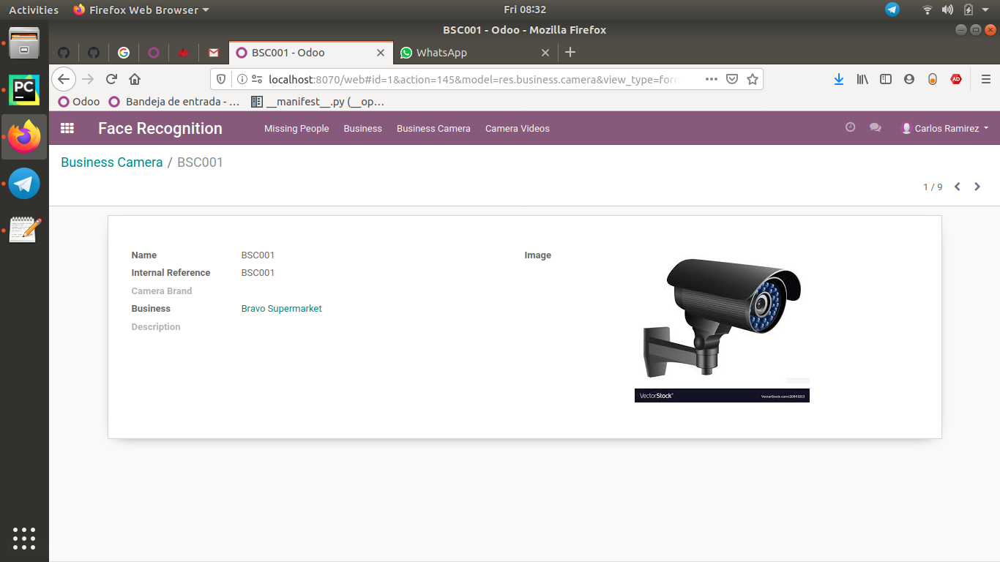 Activities Firefox Web Browser Fri 08:32
BSC001 - Odoo - Mozilla Firefox
BSC001 - Odoo WhatsApp
localhost:8070/web#id=1&action=145&model=res.business.camera&view_type=forn
Odoo Bandeja de entrada - ... __manifest__.py (__op...
Face Recognition Missing People Business Business Camera Camera Videos Carlos Ramirez
Business Camera / BSC001
1 / 9
Name BSC001 Image
Internal Reference BSC001
Camera Brand
Business Bravo Supermarket
Description
VectorStock® VectorStock.com/20943213
PC
AD